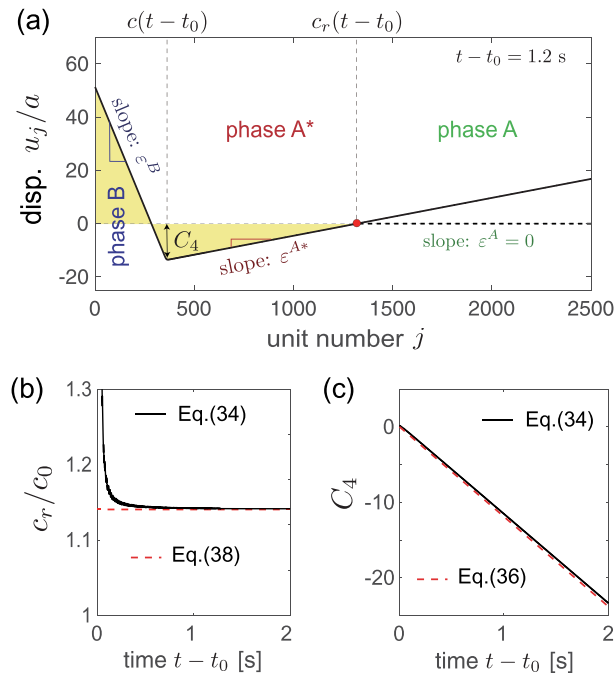 (a)
c(t − t₀)
cᵣ(t − t₀)
60
40
20
0
-20
disp. uⱼ/a
t − t₀ = 1.2 s
slope: εᴮ
phase A*
phase A
phase B
C₄
slope: εᴬ*
slope: εᴬ = 0
0
500
1000
1500
2000
2500
unit number j
(b)
1.3
1.2
1.1
1
cᵣ/c₀
Eq.(34)
Eq.(38)
0
1
2
time t − t₀ [s]
(c)
0
-10
-20
C₄
Eq.(34)
Eq.(36)
0
1
2
time t − t₀ [s]